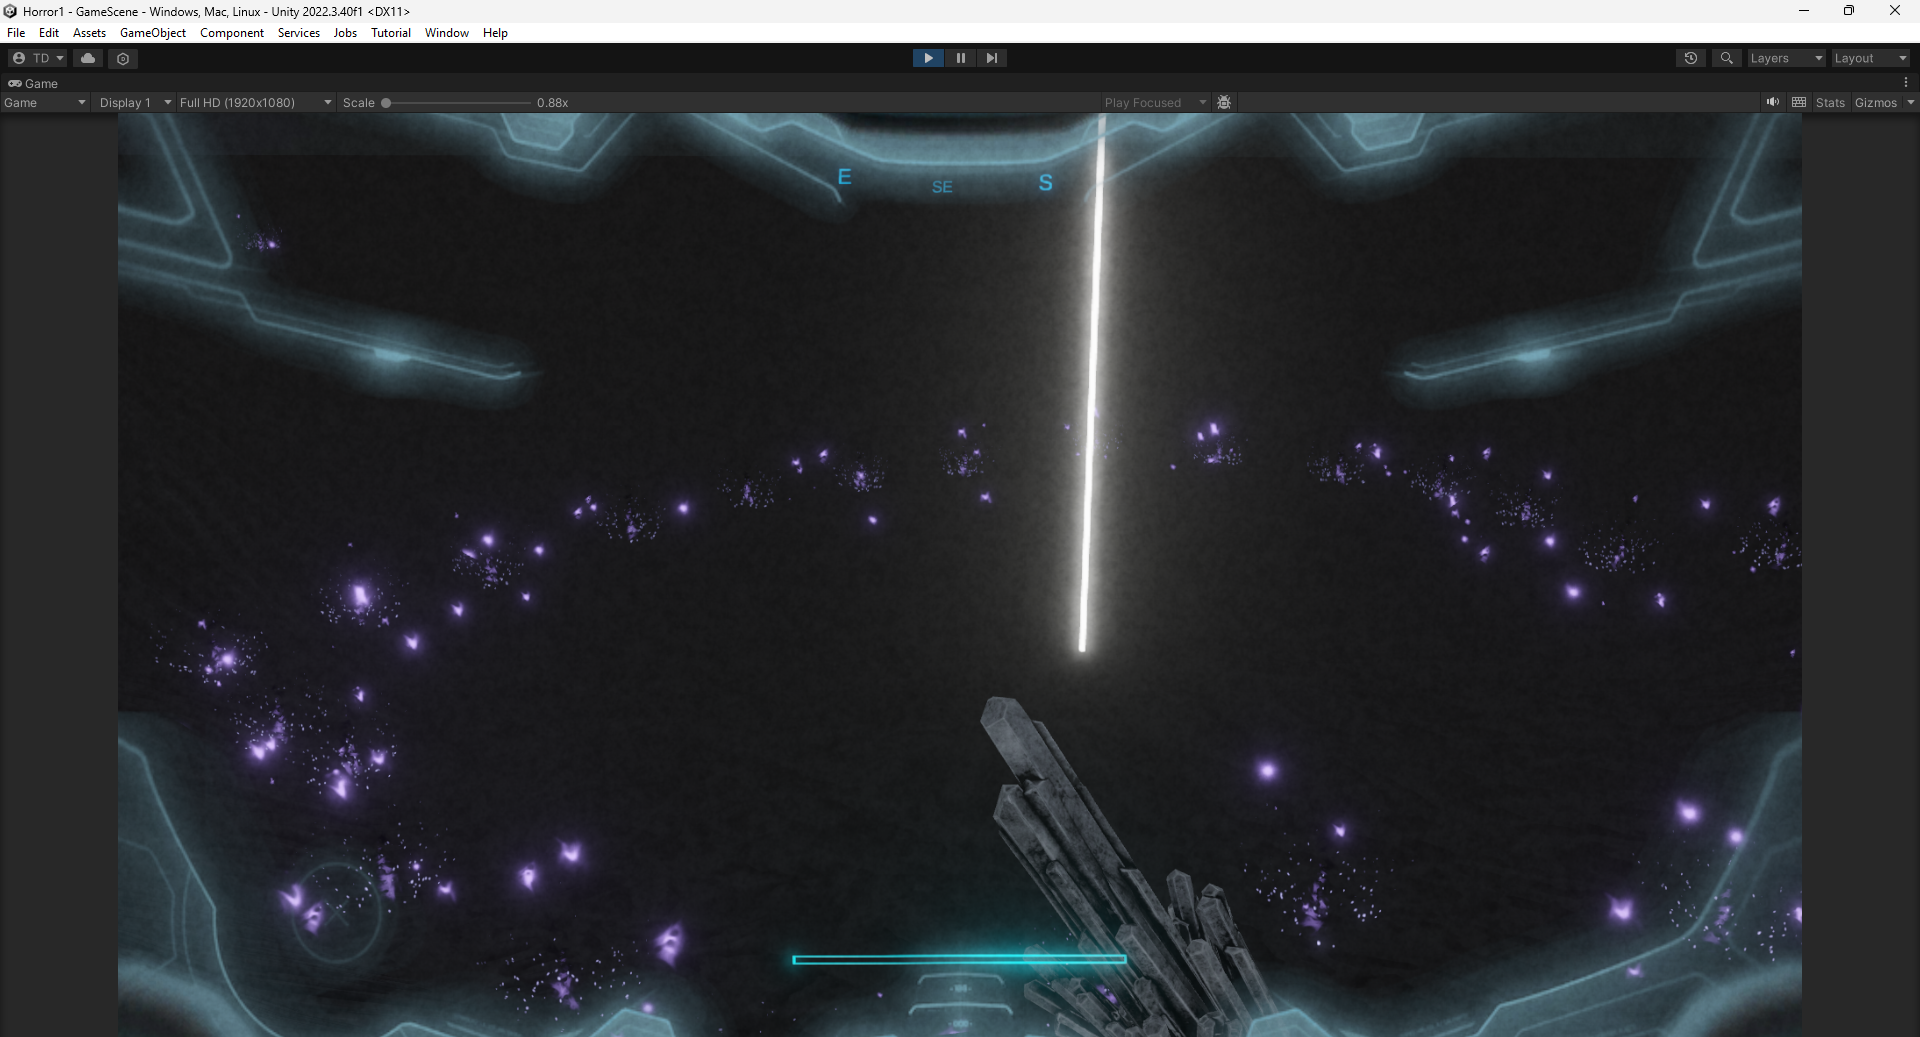 Horror1 - GameScene - Windows, Mac, Linux - Unity 2022.3.40f1 <DX11>
File Edit Assets GameObject Component Services Jobs Tutorial Window Help
TD Layers Layout
Game
Game Display 1 Full HD (1920x1080) Scale 0.88x Play Focused Stats Gizmos
E SE S